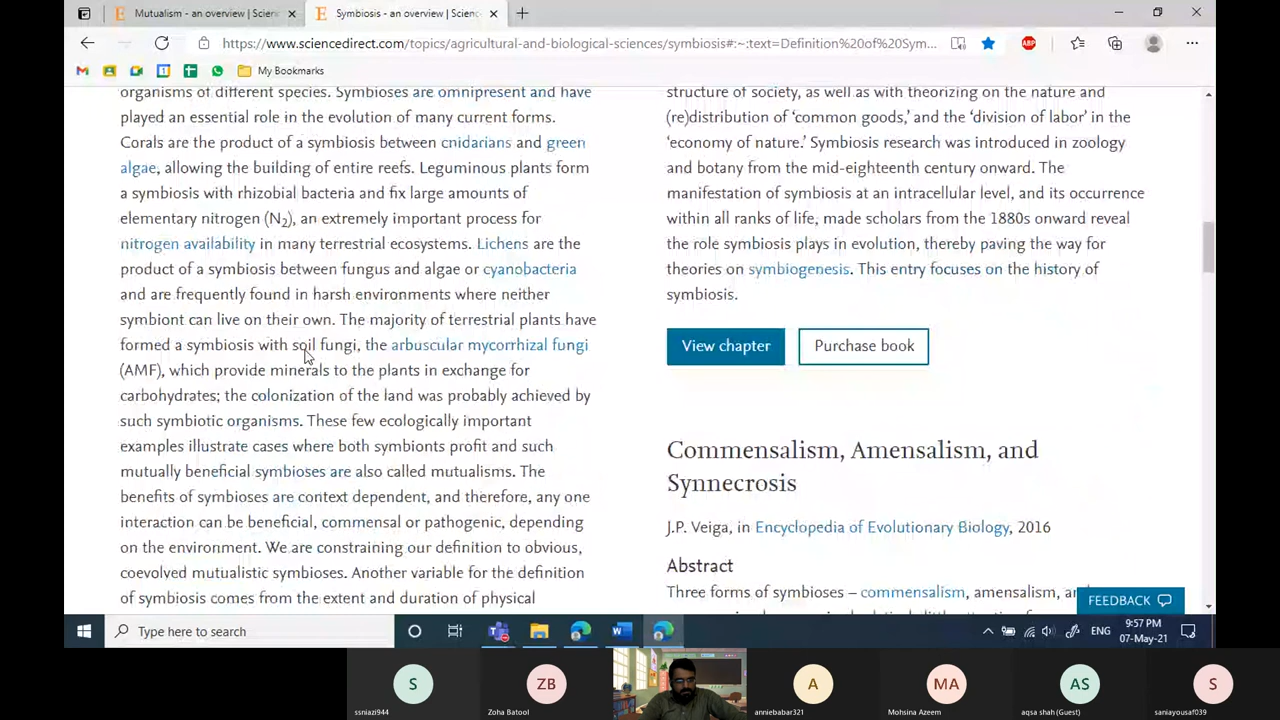 Mutualism - an overview | Scien
Symbiosis - an overview | Scienc
https://www.sciencedirect.com/topics/agricultural-and-biological-sciences/symbiosis#:~:text=Definition%20of%20Sym...
ABP
My Bookmarks
organisms of different species. Symbioses are omnipresent and have
played an essential role in the evolution of many current forms.
Corals are the product of a symbiosis between cnidarians and green
algae, allowing the building of entire reefs. Leguminous plants form
a symbiosis with rhizobial bacteria and fix large amounts of
elementary nitrogen (N2), an extremely important process for
nitrogen availability in many terrestrial ecosystems. Lichens are the
product of a symbiosis between fungus and algae or cyanobacteria
and are frequently found in harsh environments where neither
symbiont can live on their own. The majority of terrestrial plants have
formed a symbiosis with soil fungi, the arbuscular mycorrhizal fungi
(AMF), which provide minerals to the plants in exchange for
carbohydrates; the colonization of the land was probably achieved by
such symbiotic organisms. These few ecologically important
examples illustrate cases where both symbionts profit and such
mutually beneficial symbioses are also called mutualisms. The
benefits of symbioses are context dependent, and therefore, any one
interaction can be beneficial, commensal or pathogenic, depending
on the environment. We are constraining our definition to obvious,
coevolved mutualistic symbioses. Another variable for the definition
of symbiosis comes from the extent and duration of physical
structure of society, as well as with theorizing on the nature and
(re)distribution of ‘common goods,’ and the ‘division of labor’ in the
‘economy of nature.’ Symbiosis research was introduced in zoology
and botany from the mid-eighteenth century onward. The
manifestation of symbiosis at an intracellular level, and its occurrence
within all ranks of life, made scholars from the 1880s onward reveal
the role symbiosis plays in evolution, thereby paving the way for
theories on symbiogenesis. This entry focuses on the history of
symbiosis.
View chapter
Purchase book
Commensalism, Amensalism, and
Synnecrosis
J.P. Veiga, in Encyclopedia of Evolutionary Biology, 2016
Abstract
Three forms of symbioses – commensalism, amensalism, a
FEEDBACK
Type here to search
ENG
9:57 PM
07-May-21
S
ZB
A
MA
AS
S
ssniazi944
Zoha Batool
anniebabar321
Mohsina Azeem
aqsa shah (Guest)
saniayousaf039